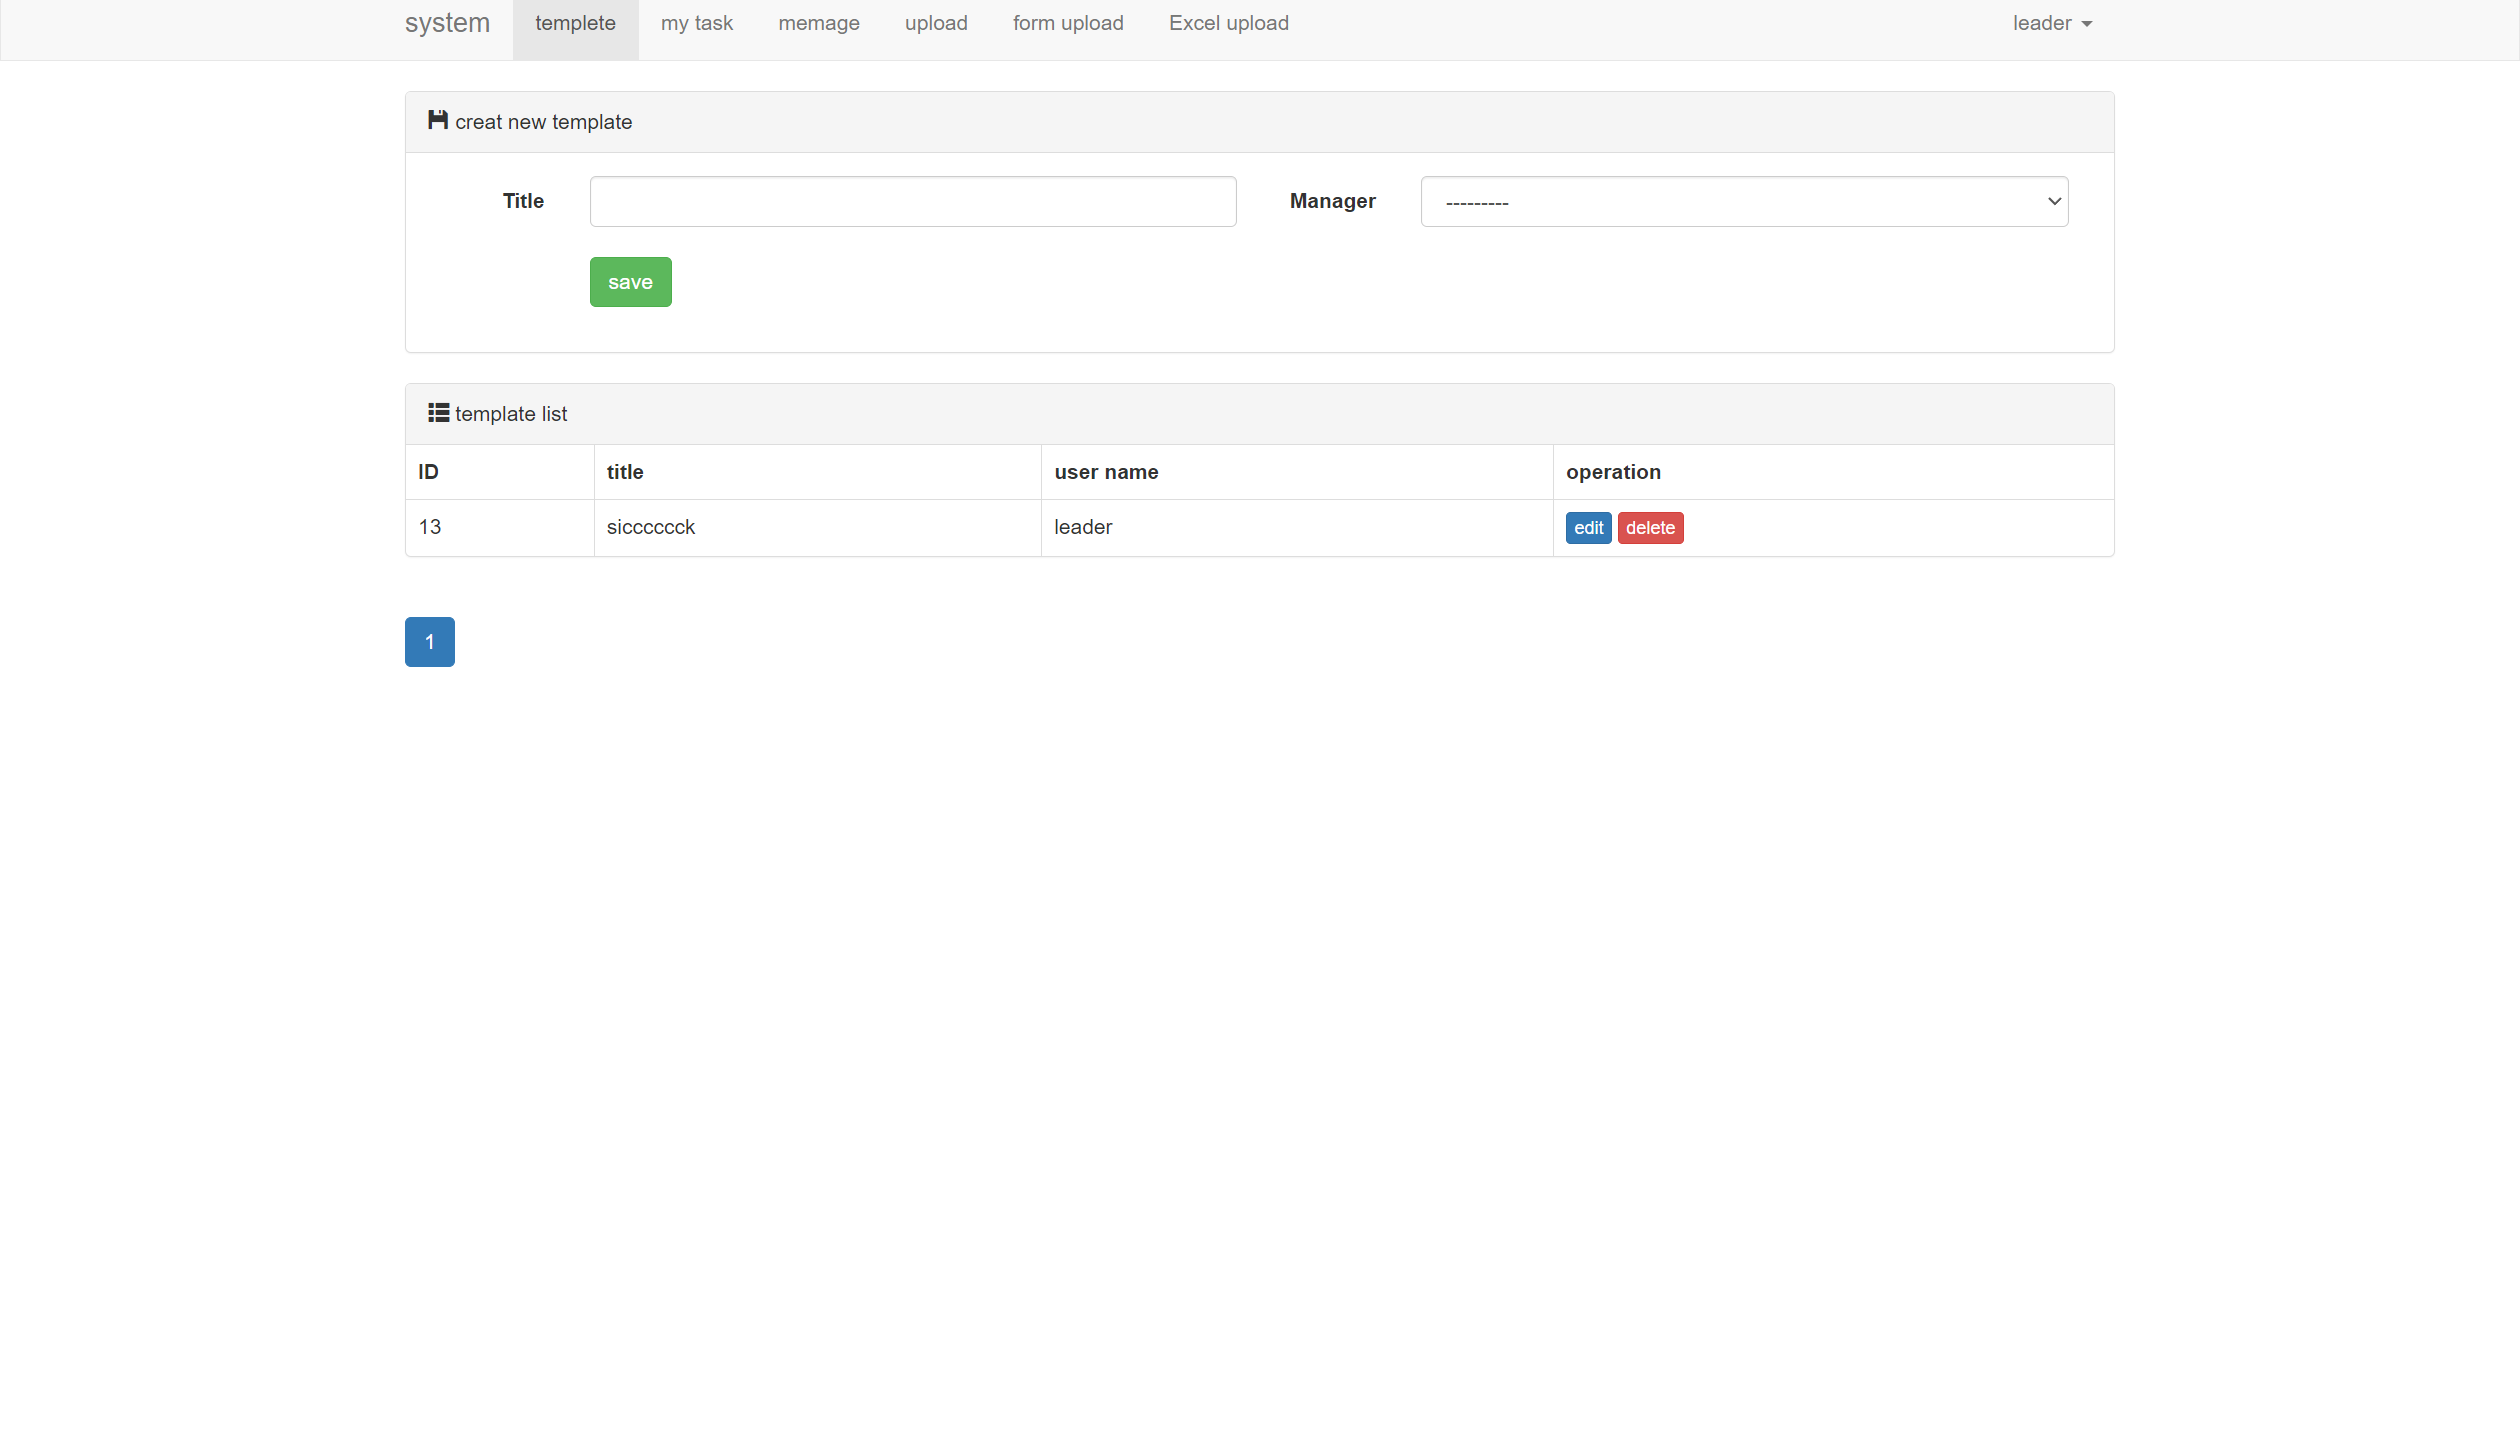 system templete my task memage upload form upload Excel upload leader
creat new template
Title Manager ---------
save
template list
ID title user name operation
13 sicccccck leader edit delete
1